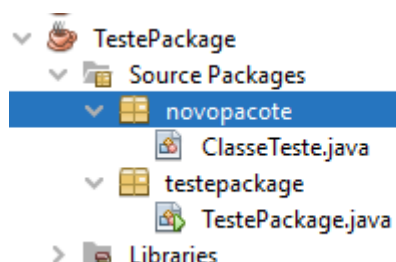 TestePackage
Source Packages
novopacote
ClasseTeste.java
testepackage
TestePackage.java
Libraries